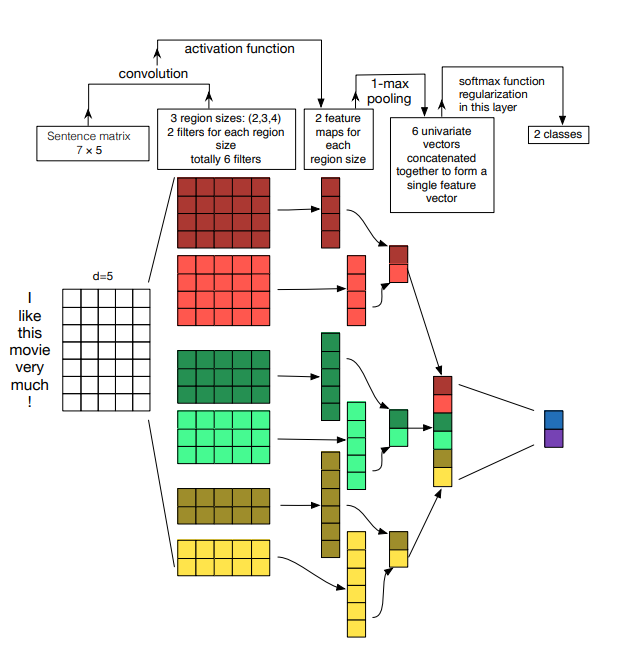 activation function
convolution
1-max
pooling
softmax function
regularization
in this layer
Sentence matrix
7 × 5
3 region sizes: (2,3,4)
2 filters for each region
size
totally 6 filters
2 feature
maps for
each
region size
6 univariate
vectors
concatenated
together to form a
single feature
vector
2 classes
d=5
I
like
this
movie
very
much
!